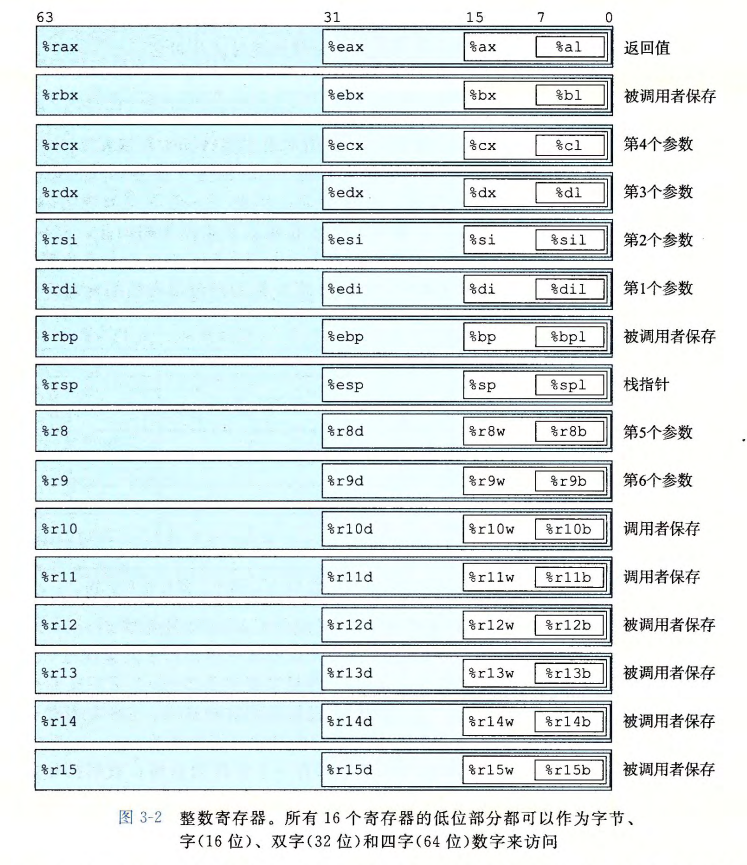 63 31 15 7 0
%rax %eax %ax %al 返回值
%rbx %ebx %bx %bl 被调用者保存
%rcx %ecx %cx %cl 第4个参数
%rdx %edx %dx %dl 第3个参数
%rsi %esi %si %sil 第2个参数
%rdi %edi %di %dil 第1个参数
%rbp %ebp %bp %bpl 被调用者保存
%rsp %esp %sp %spl 栈指针
%r8 %r8d %r8w %r8b 第5个参数
%r9 %r9d %r9w %r9b 第6个参数
%r10 %r10d %r10w %r10b 调用者保存
%r11 %r11d %r11w %r11b 调用者保存
%r12 %r12d %r12w %r12b 被调用者保存
%r13 %r13d %r13w %r13b 被调用者保存
%r14 %r14d %r14w %r14b 被调用者保存
%r15 %r15d %r15w %r15b 被调用者保存
图 3-2 整数寄存器。所有 16 个寄存器的低位部分都可以作为字节、
字(16 位)、双字(32 位)和四字(64 位)数字来访问